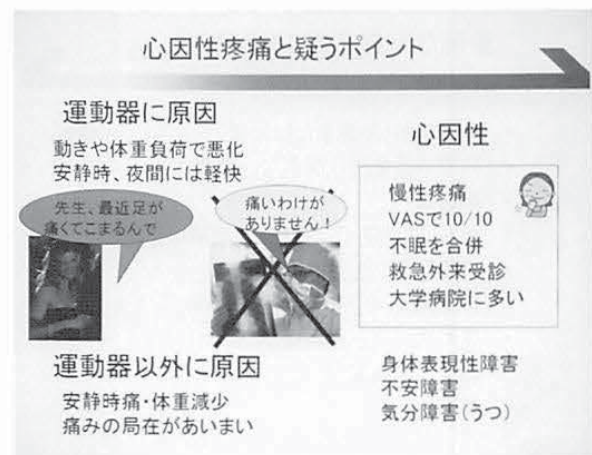 心因性疼痛と疑うポイント
運動器に原因
動きや体重負荷で悪化
安静時、夜間には軽快
先生、最近足が
痛くてこまるんで
痛いわけが
ありません！
運動器以外に原因
安静時痛・体重減少
痛みの局在があいまい
心因性
慢性疼痛
VASで10/10
不眠を合併
救急外来受診
大学病院に多い
身体表現性障害
不安障害
気分障害(うつ)